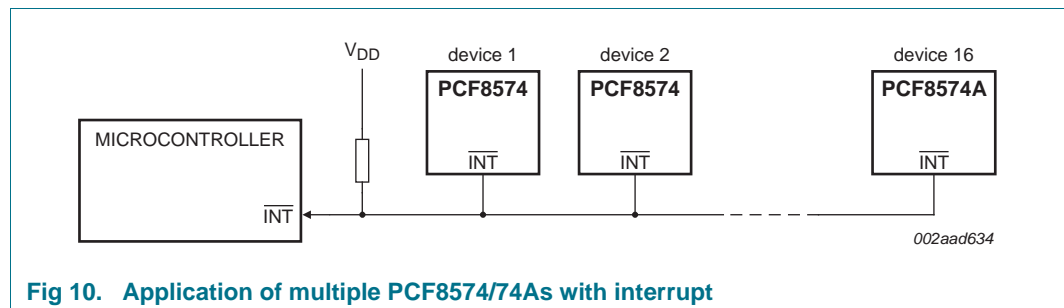 VDD
device 1
device 2
device 16
PCF8574
PCF8574
PCF8574A
MICROCONTROLLER
INT
INT
INT
INT
002aad634
Fig 10. Application of multiple PCF8574/74As with interrupt